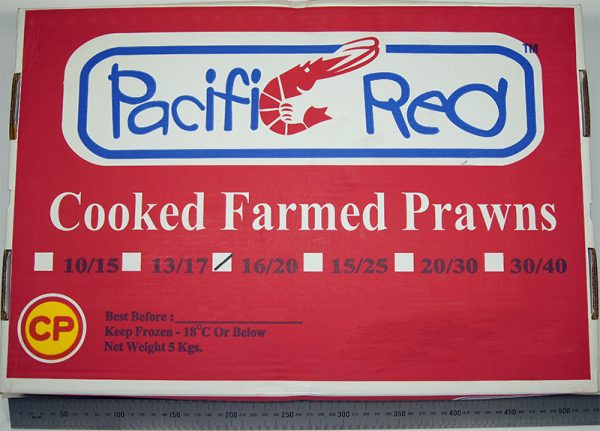 Pacific Red TM
Cooked Farmed Prawns
10/15 13/17 16/20 15/25 20/30 30/40
CP
Best Before :
Keep Frozen - 18°C Or Below
Net Weight 5 Kgs.
50 100 150 200 250 300 350 400 450 500